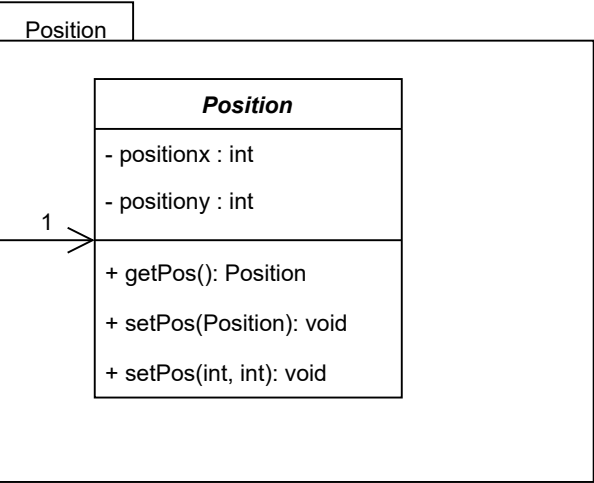 Position
Position
- positionx : int
- positiony : int
1
+ getPos(): Position
+ setPos(Position): void
+ setPos(int, int): void